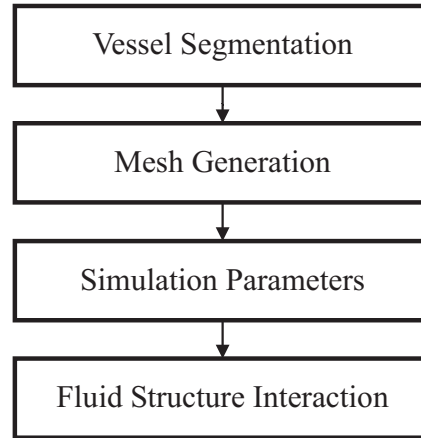 Vessel Segmentation
Mesh Generation
Simulation Parameters
Fluid Structure Interaction